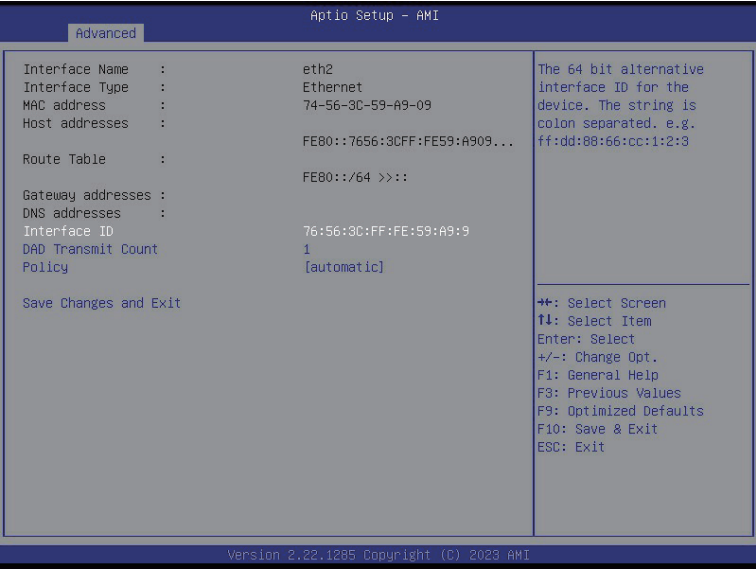 Aptio Setup – AMI
Advanced
Interface Name :
eth2
Interface Type :
Ethernet
MAC address :
74-56-3C-59-A9-09
Host addresses :
FE80::7656:3CFF:FE59:A909...
Route Table :
FE80::/64 >>::
Gateway addresses :
DNS addresses :
Interface ID
76:56:3C:FF:FE:59:A9:9
DAD Transmit Count
1
Policy
[automatic]
Save Changes and Exit
The 64 bit alternative
interface ID for the
device. The string is
colon separated. e.g.
ff:dd:88:66:cc:1:2:3
→←: Select Screen
↑↓: Select Item
Enter: Select
+/-: Change Opt.
F1: General Help
F3: Previous Values
F9: Optimized Defaults
F10: Save & Exit
ESC: Exit
Version 2.22.1285 Copyright (C) 2023 AMI